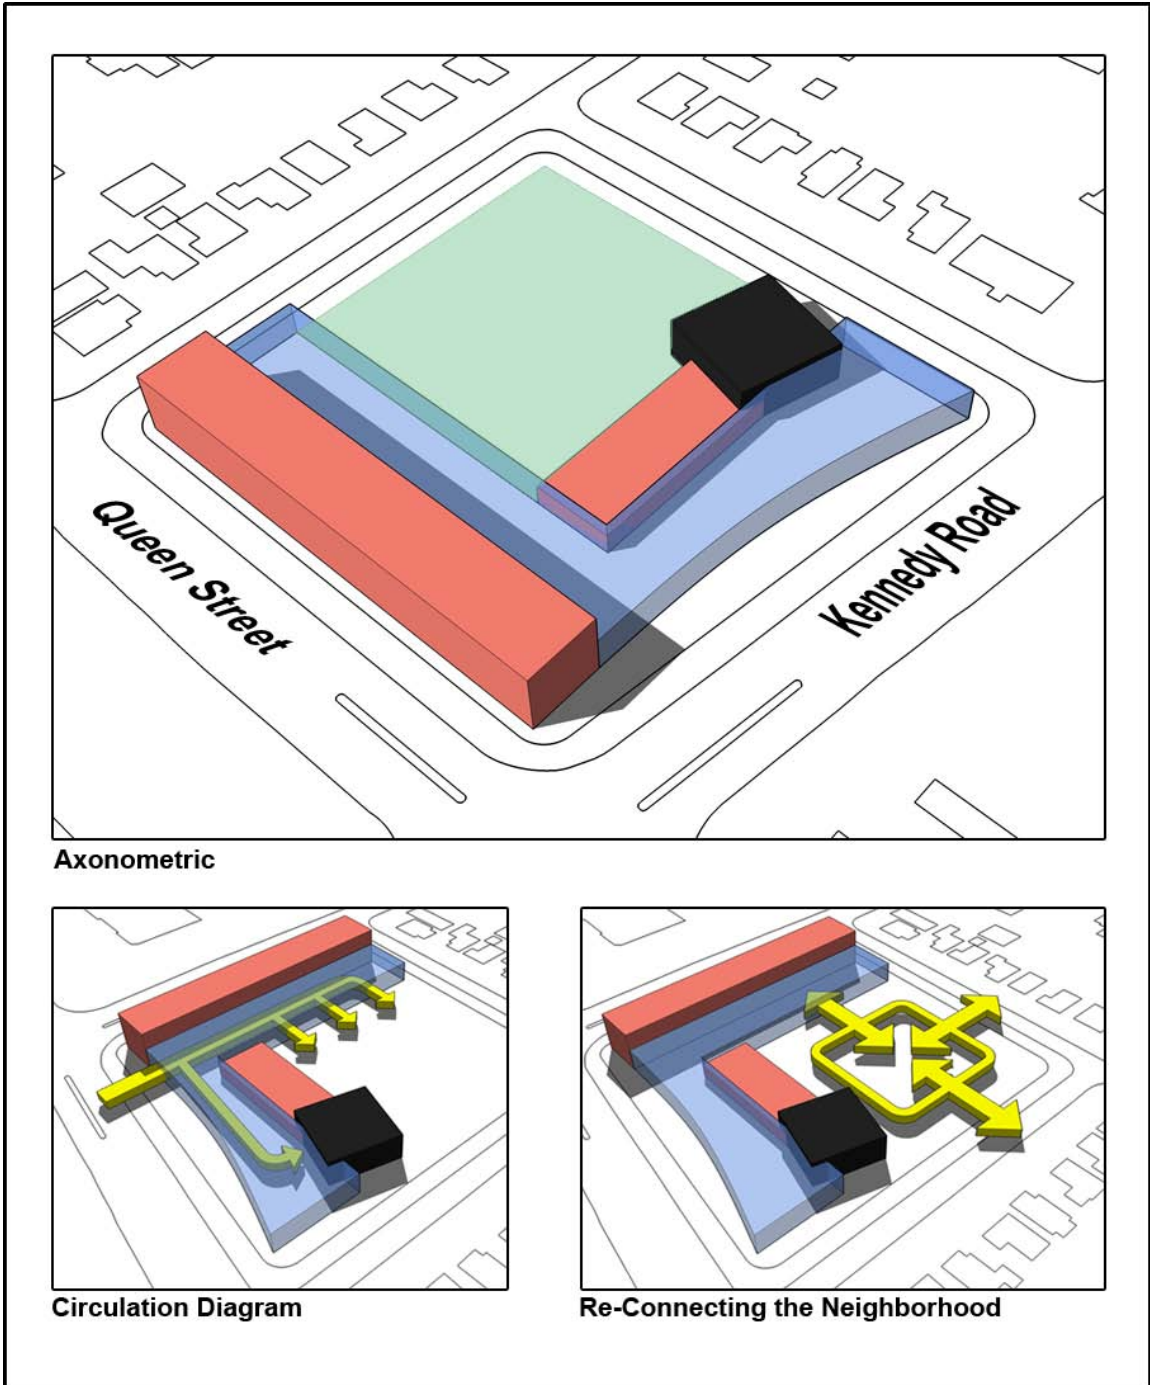 Queen Street
Kennedy Road
Axonometric
Circulation Diagram
Re-Connecting the Neighborhood